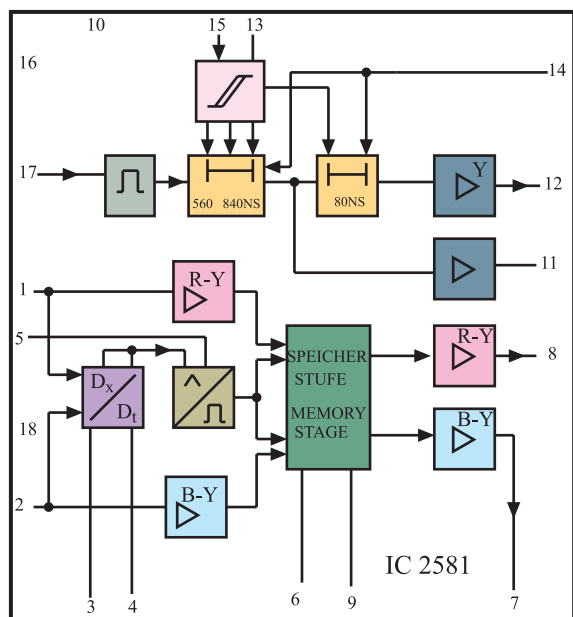 10
15
13
16
14
17
560 840NS
80NS
Y
12
11
1
R-Y
5
SPEICHER
STUFE
MEMORY
STAGE
R-Y
8
Dx
Dt
18
B-Y
2
B-Y
IC 2581
3
4
6
9
7